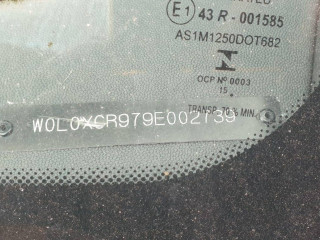 E1 43 R - 001585
AS1M1250DOT682
OCP Nº 0003
15
TRANSP. 70% MIN.
W0L0XCR979E002739